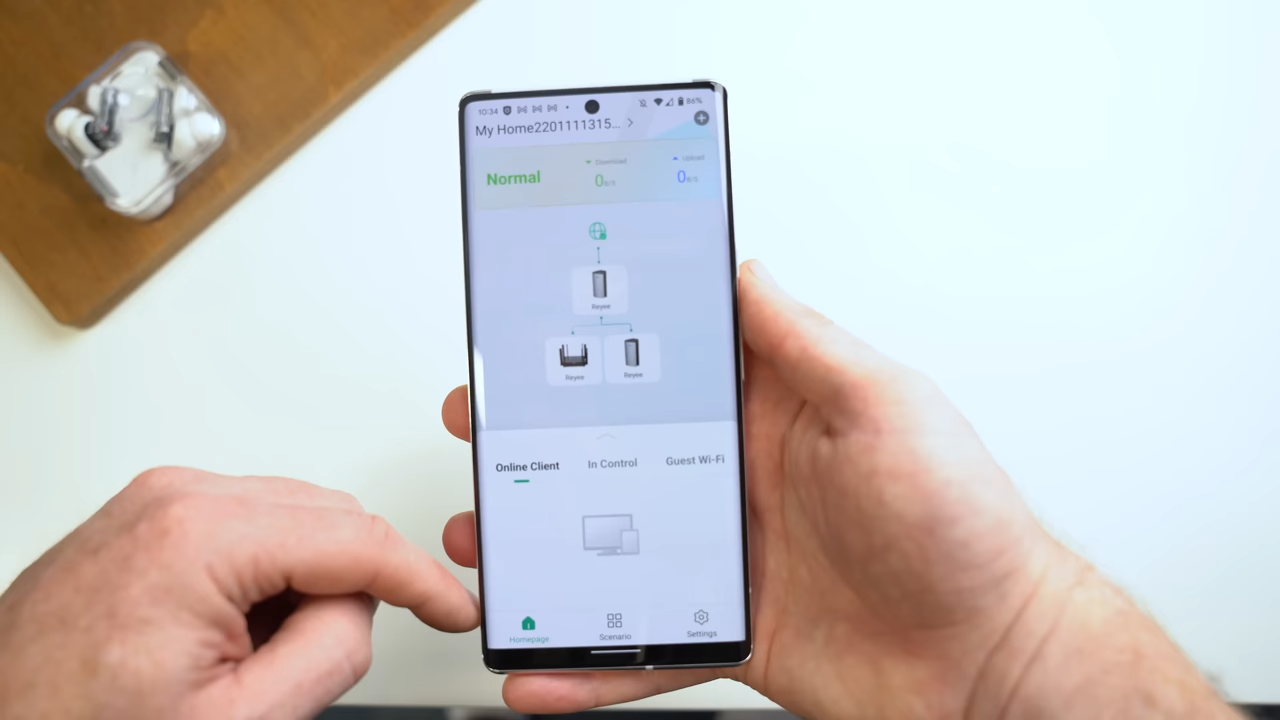 10:34
86%
My Home2201111315... >
Normal
Download
0 B/S
Upload
0 B/S
Reyee
Reyee
Reyee
Online Client
In Control
Guest Wi-Fi
Homepage
Scenario
Settings